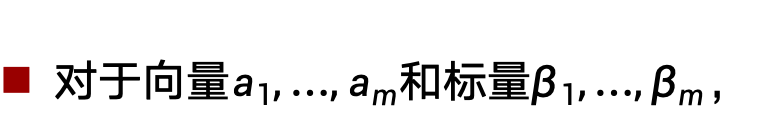 ■ 对于向量a₁, ..., aₘ和标量β₁, ..., βₘ,